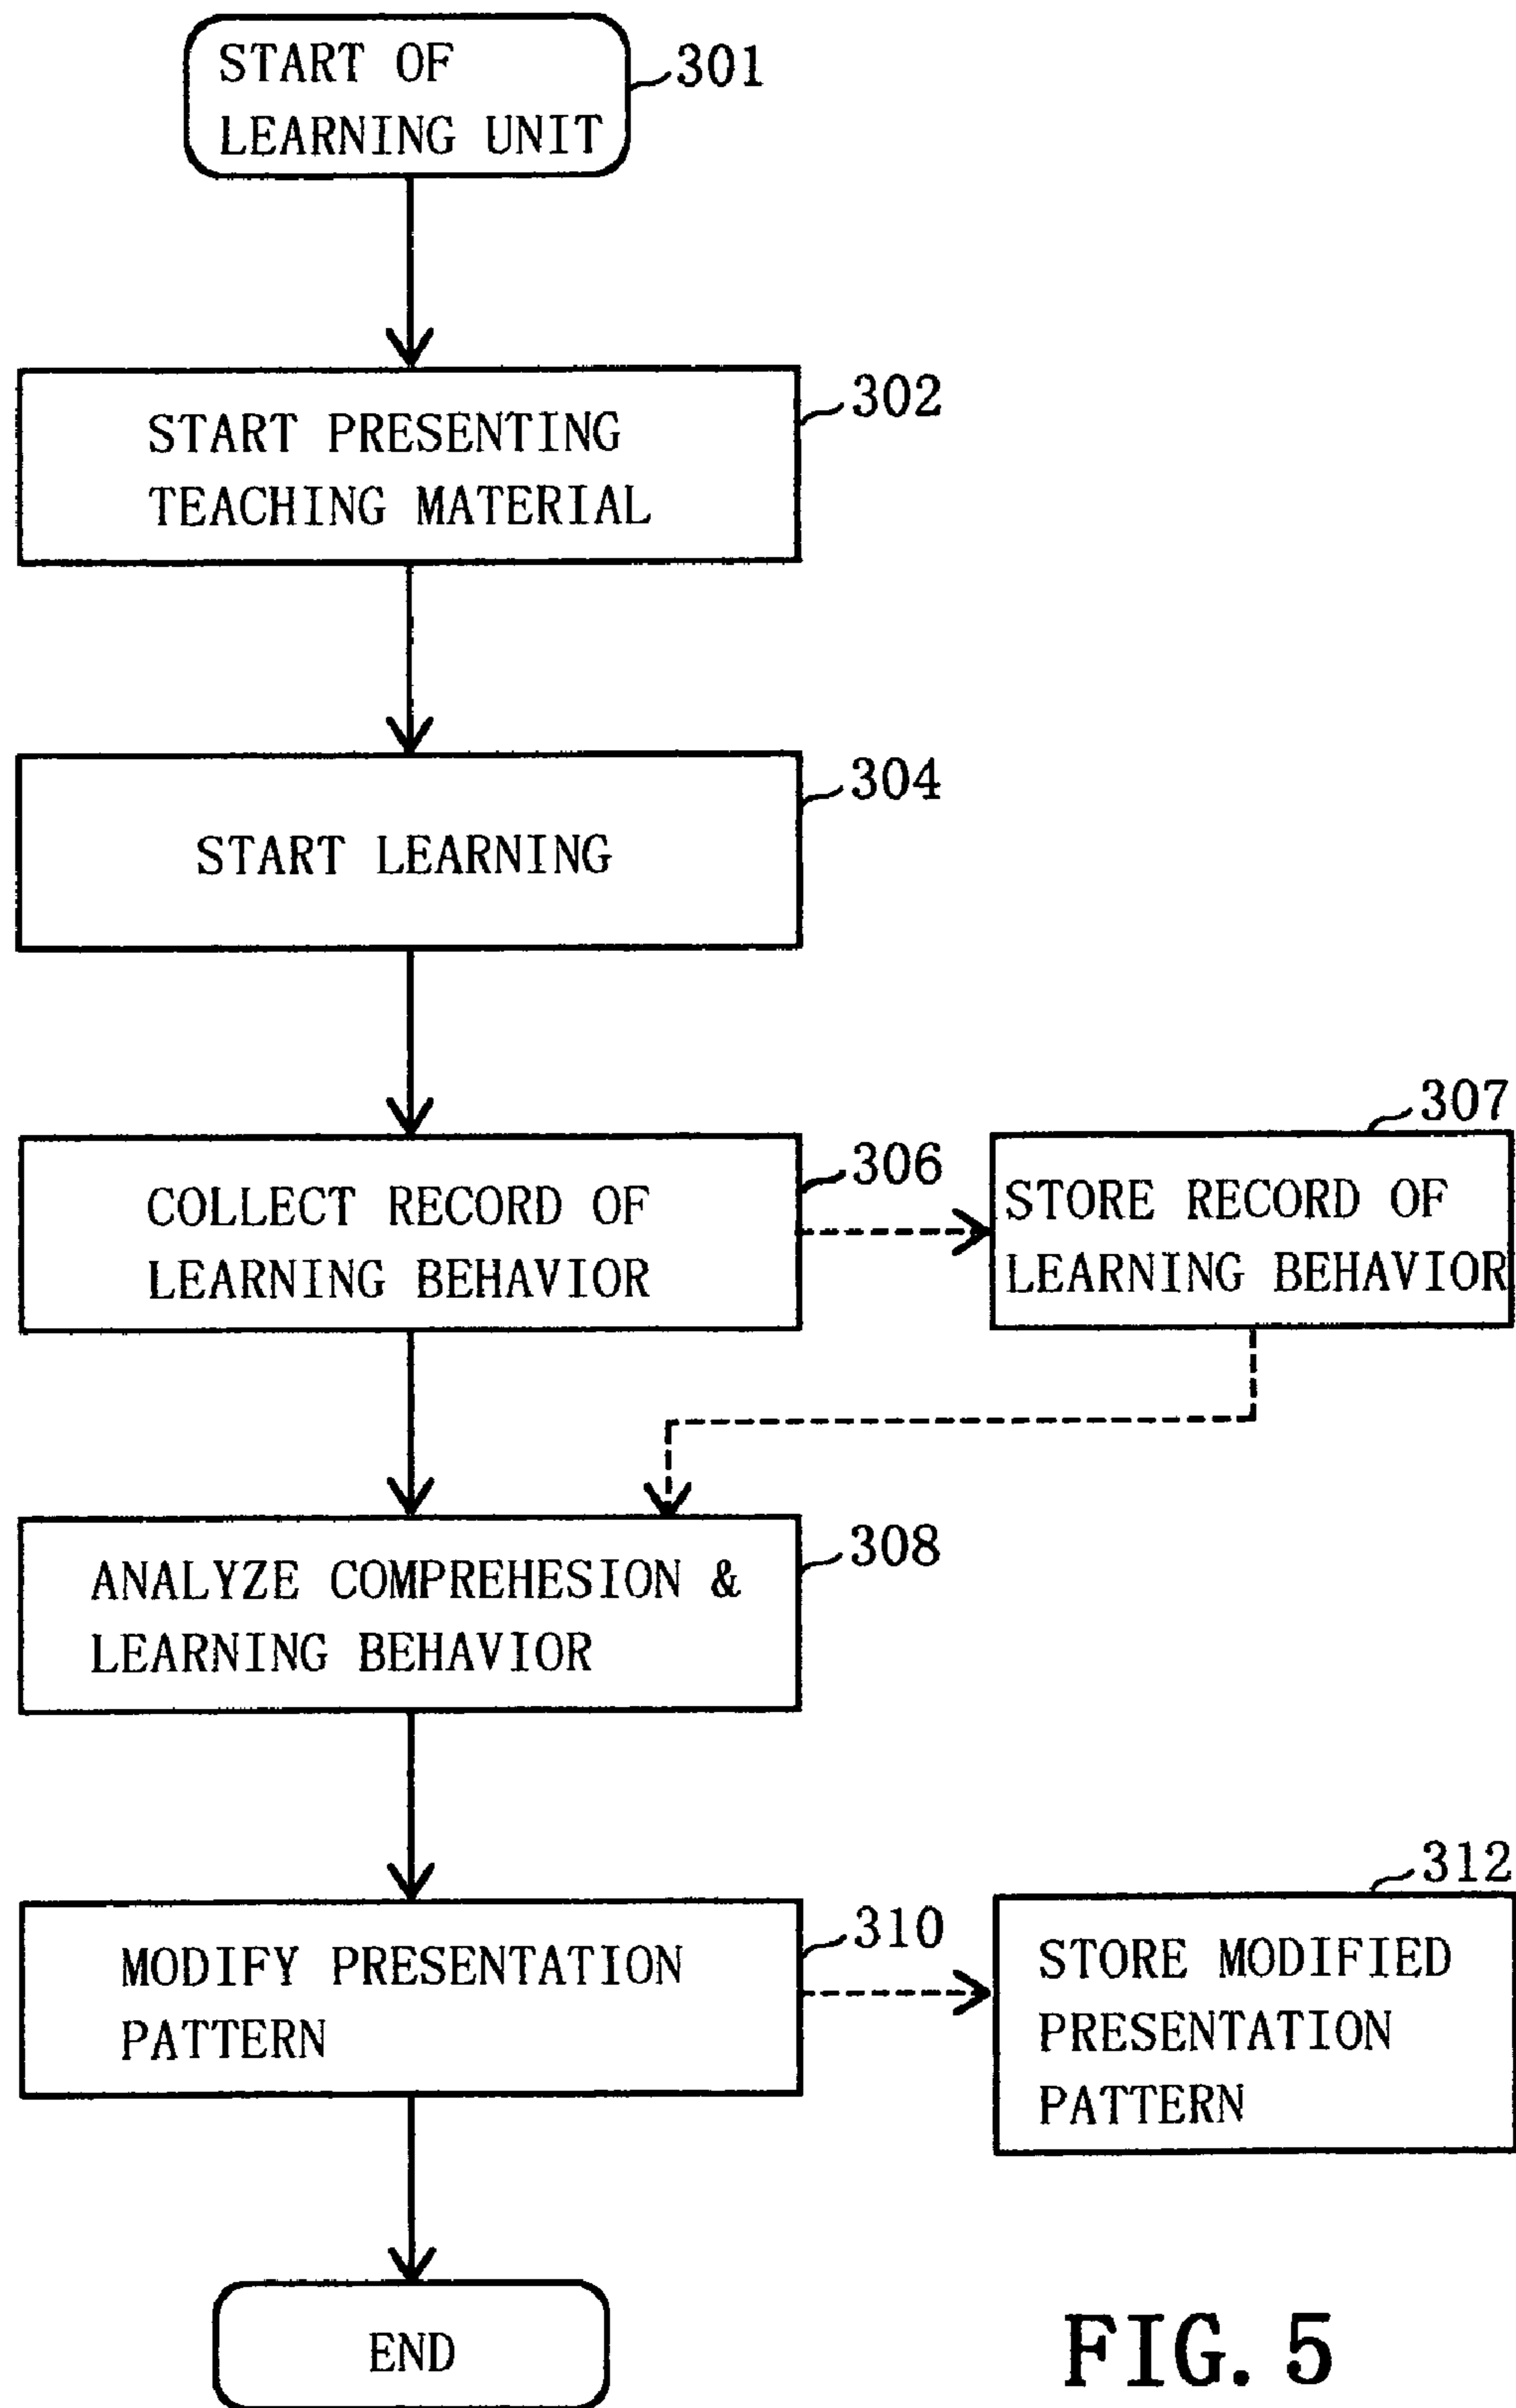 START OF
LEARNING UNIT
301
START PRESENTING
TEACHING MATERIAL
302
START LEARNING
304
COLLECT RECORD OF
LEARNING BEHAVIOR
306
STORE RECORD OF
LEARNING BEHAVIOR
307
ANALYZE COMPREHESION &
LEARNING BEHAVIOR
308
MODIFY PRESENTATION
PATTERN
310
STORE MODIFIED
PRESENTATION
PATTERN
312
END
FIG. 5